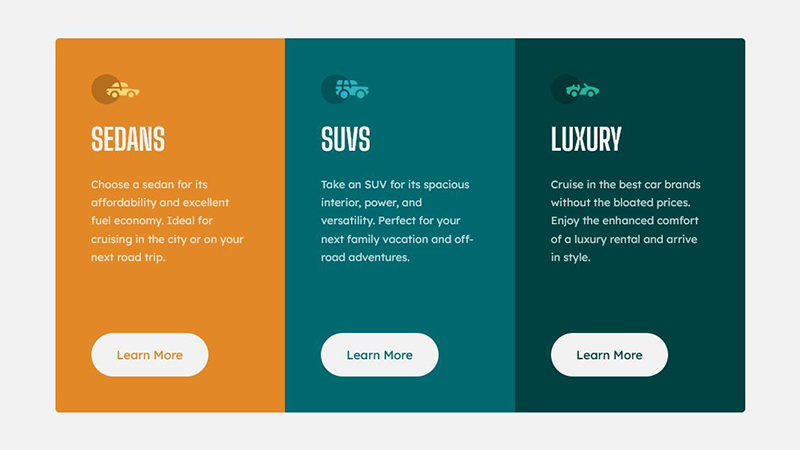 SEDANS
Choose a sedan for its
affordability and excellent
fuel economy. Ideal for
cruising in the city or on your
next road trip.
Learn More
SUVS
Take an SUV for its spacious
interior, power, and
versatility. Perfect for your
next family vacation and off-
road adventures.
Learn More
LUXURY
Cruise in the best car brands
without the bloated prices.
Enjoy the enhanced comfort
of a luxury rental and arrive
in style.
Learn More